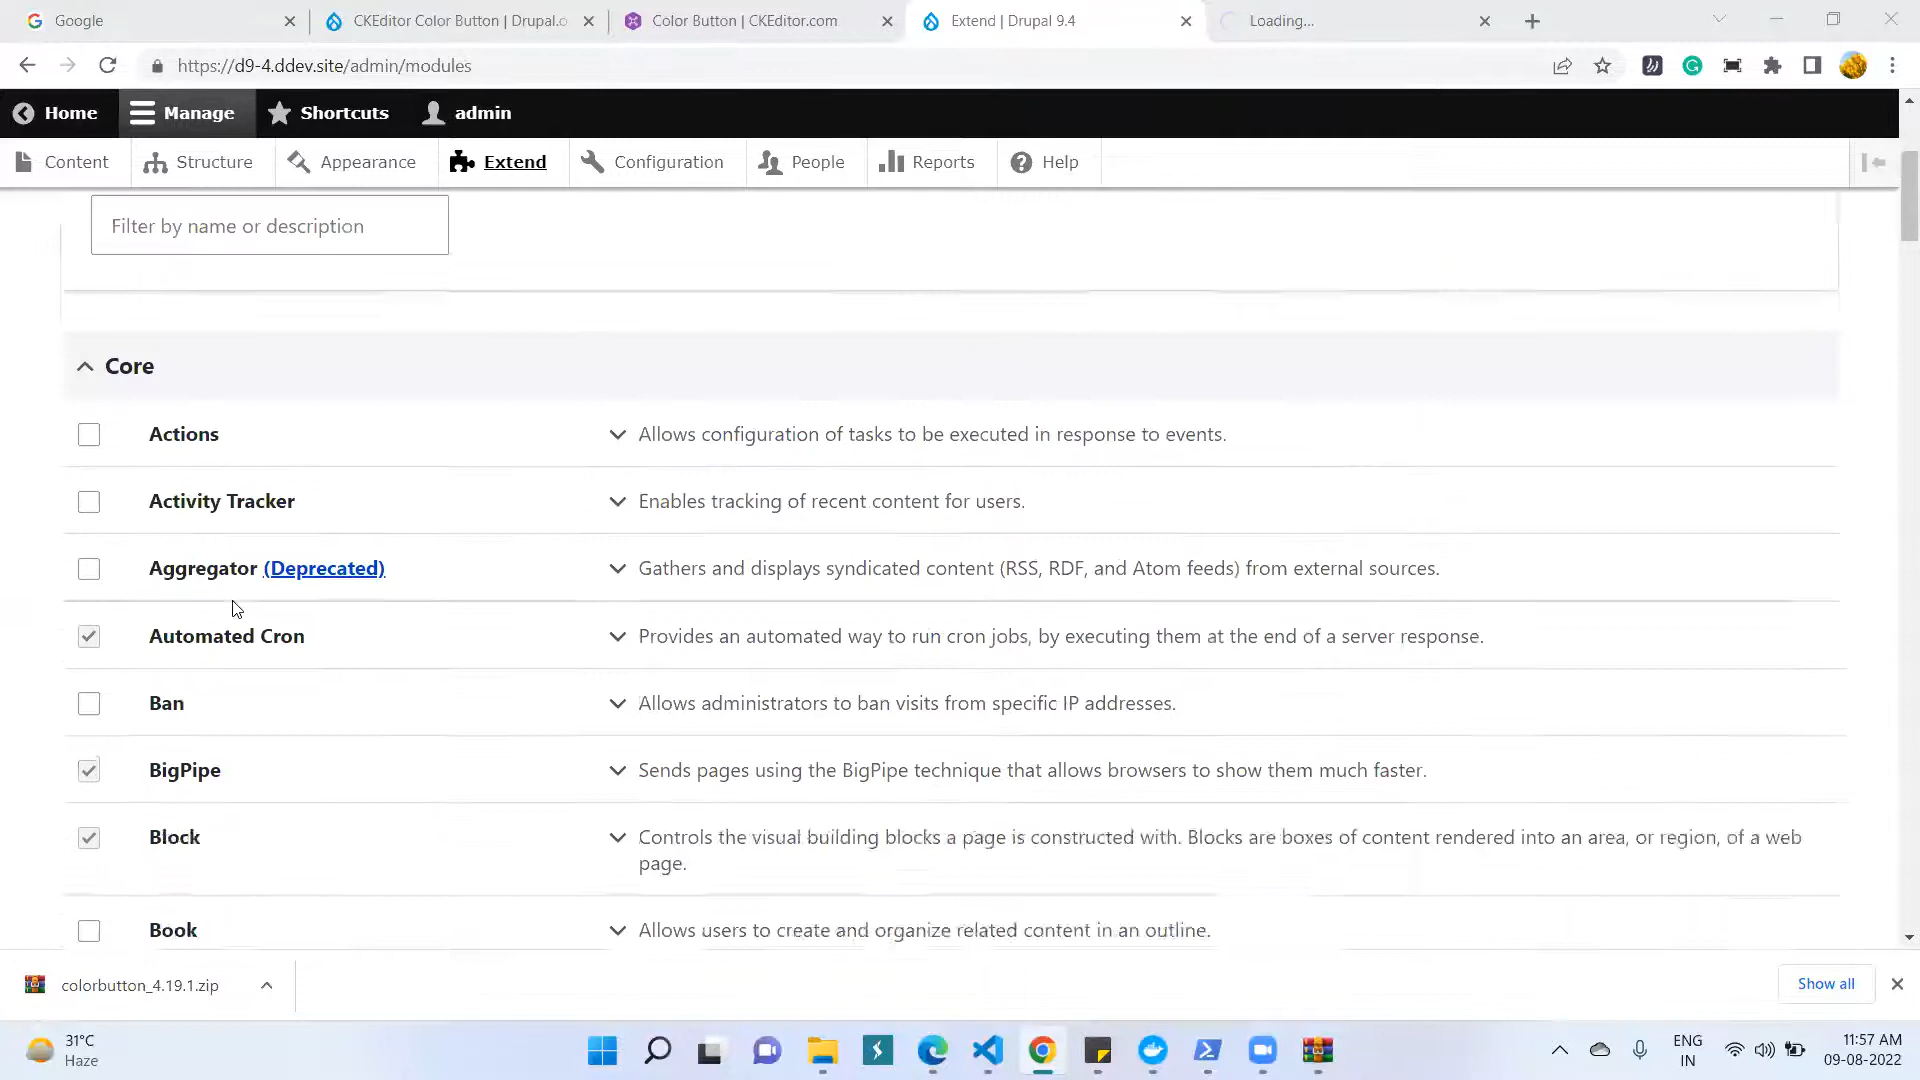 Google
CKEditor Color Button | Drupal.o
Color Button | CKEditor.com
Extend | Drupal 9.4
Loading...
https://d9-4.ddev.site/admin/modules
Home
Manage
Shortcuts
admin
Content
Structure
Appearance
Extend
Configuration
People
Reports
Help
Filter by name or description
Core
Actions
Allows configuration of tasks to be executed in response to events.
Activity Tracker
Enables tracking of recent content for users.
Aggregator (Deprecated)
Gathers and displays syndicated content (RSS, RDF, and Atom feeds) from external sources.
Automated Cron
Provides an automated way to run cron jobs, by executing them at the end of a server response.
Ban
Allows administrators to ban visits from specific IP addresses.
BigPipe
Sends pages using the BigPipe technique that allows browsers to show them much faster.
Block
Controls the visual building blocks a page is constructed with. Blocks are boxes of content rendered into an area, or region, of a web
page.
Book
Allows users to create and organize related content in an outline.
colorbutton_4.19.1.zip
Show all
31°C
Haze
ENG
IN
11:57 AM
09-08-2022